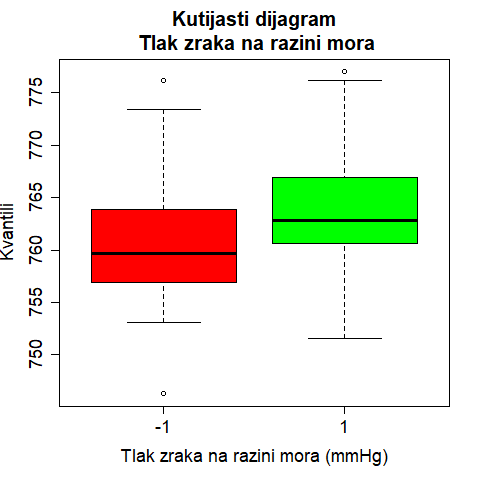 Kutijasti dijagram
Tlak zraka na razini mora
Kvantili
775
770
765
760
755
750
-1
1
Tlak zraka na razini mora (mmHg)